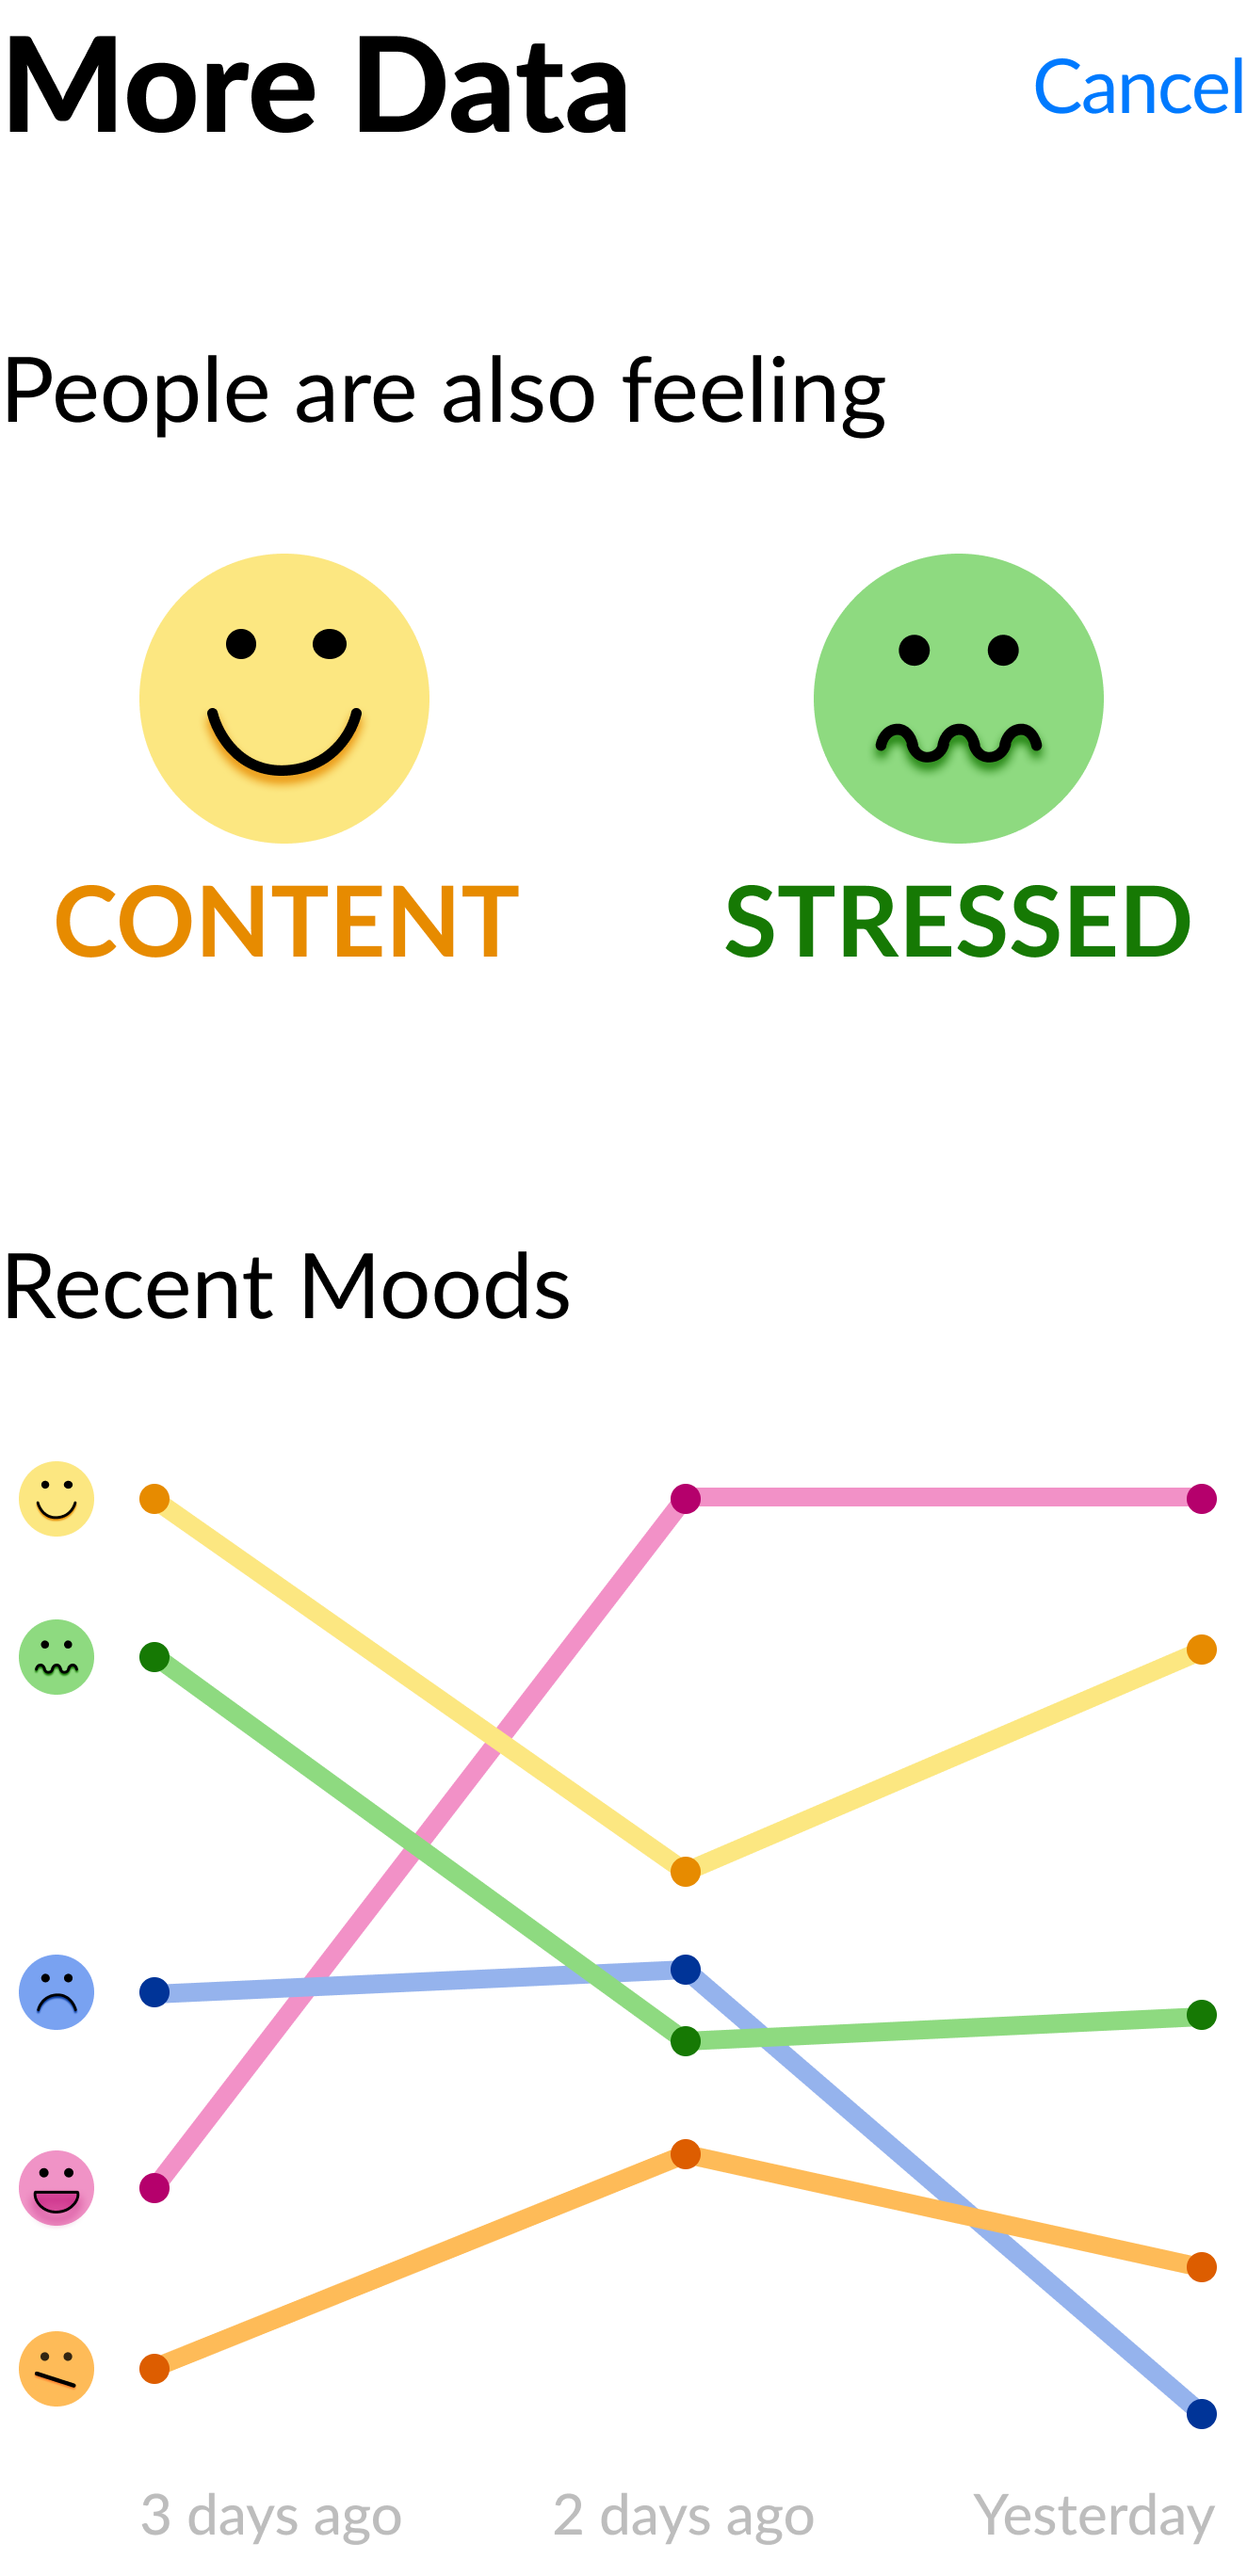 More Data
Cancel
People are also feeling
CONTENT
STRESSED
Recent Moods
3 days ago
2 days ago
Yesterday